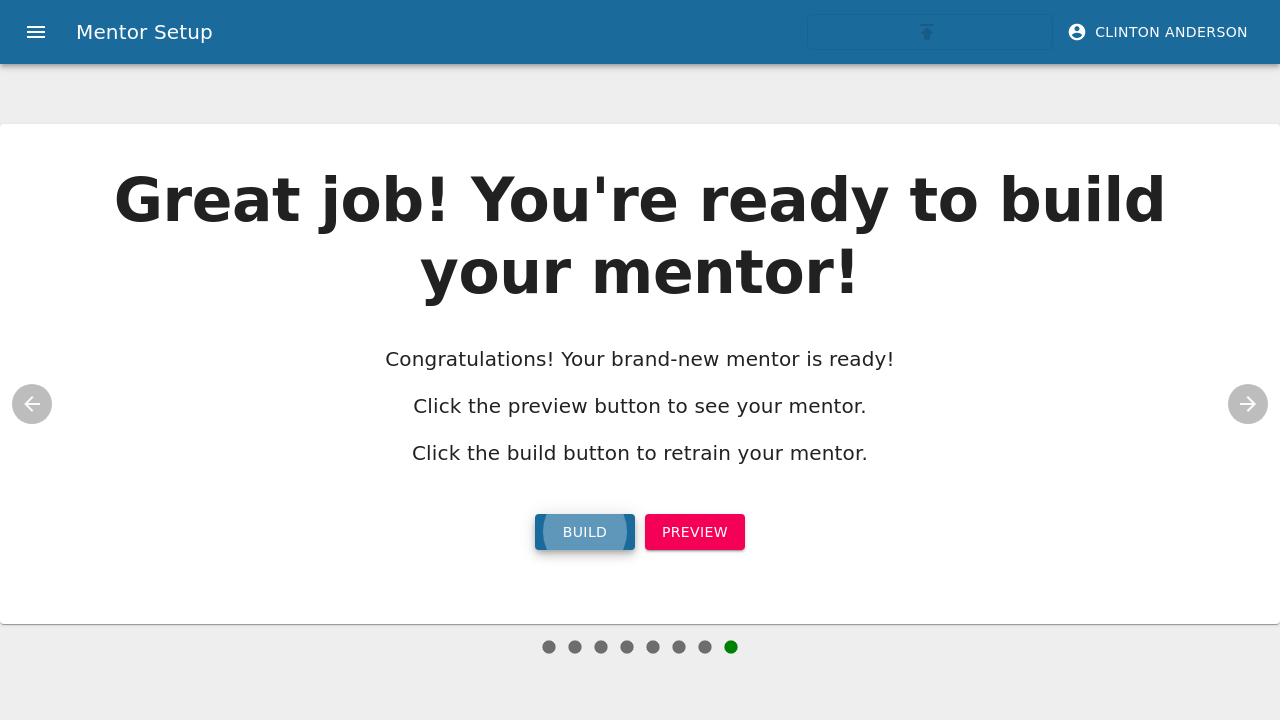 Mentor Setup
CLINTON ANDERSON
Great job! You're ready to build
your mentor!
Congratulations! Your brand-new mentor is ready!
Click the preview button to see your mentor.
Click the build button to retrain your mentor.
BUILD
PREVIEW